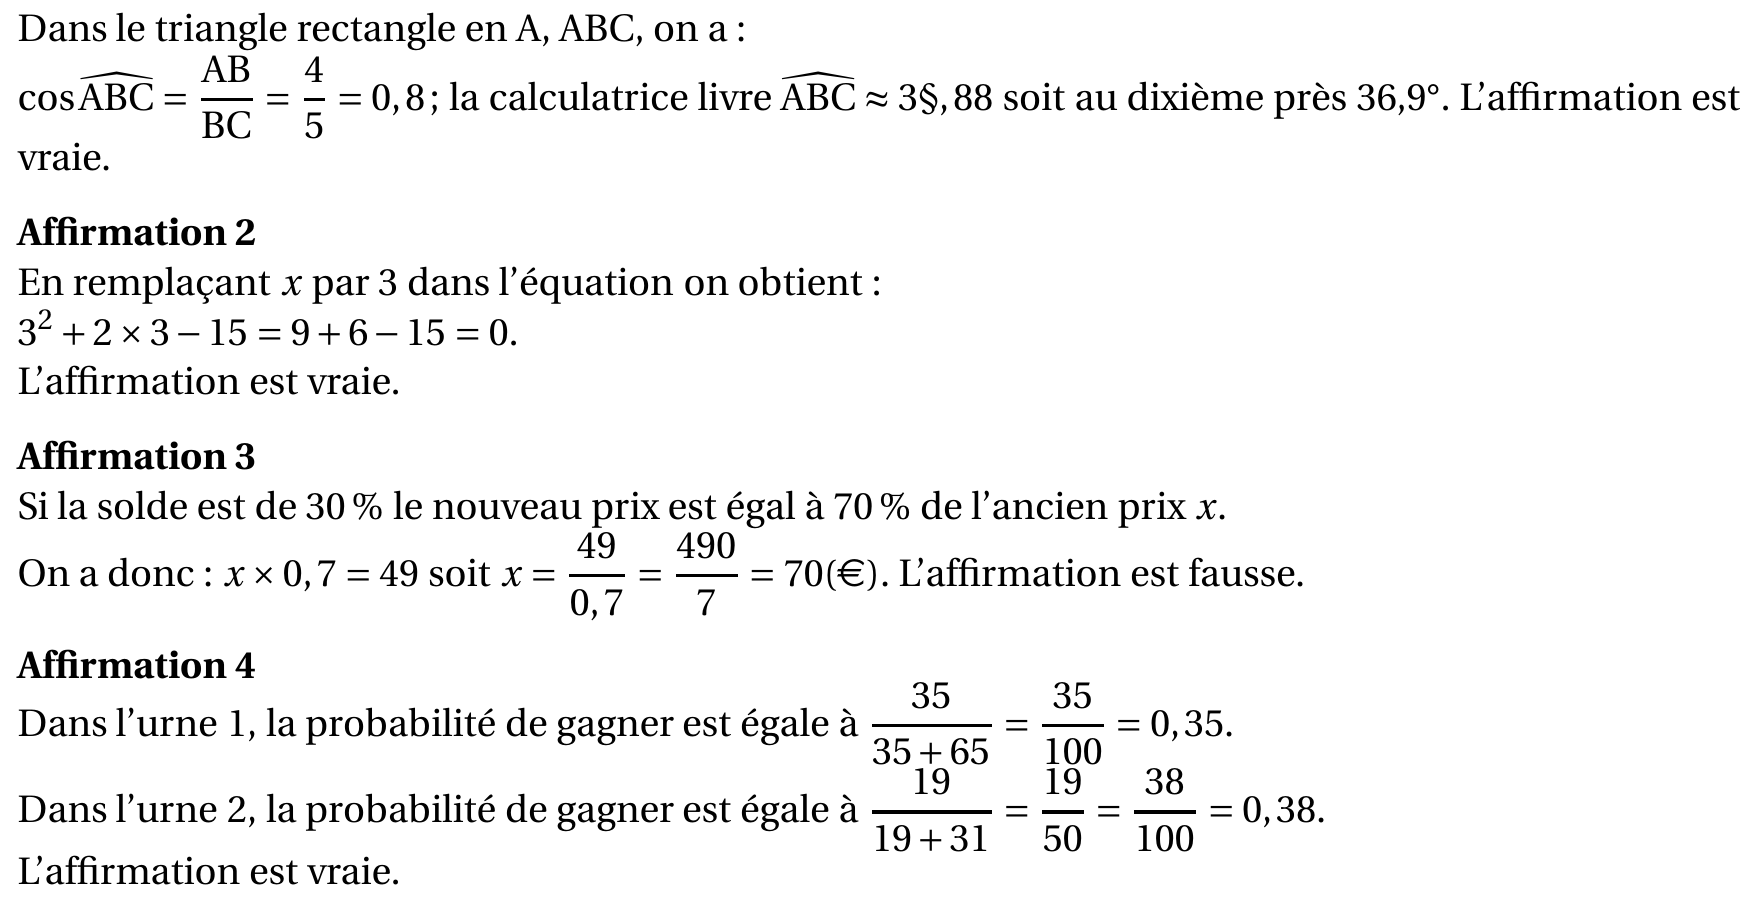 Dans le triangle rectangle en A, ABC, on a :
cos \widehat{ABC} = \frac{AB}{BC} = \frac{4}{5} = 0,8 ; la calculatrice livre \widehat{ABC} ≈ 3§,88 soit au dixième près 36,9°. L'affirmation est
vraie.
Affirmation 2
En remplaçant x par 3 dans l'équation on obtient :
3² + 2 × 3 − 15 = 9 + 6 − 15 = 0.
L'affirmation est vraie.
Affirmation 3
Si la solde est de 30 % le nouveau prix est égal à 70 % de l'ancien prix x.
On a donc : x × 0,7 = 49 soit x = \frac{49}{0,7} = \frac{490}{7} = 70(€). L'affirmation est fausse.
Affirmation 4
Dans l'urne 1, la probabilité de gagner est égale à \frac{35}{35 + 65} = \frac{35}{100} = 0,35.
Dans l'urne 2, la probabilité de gagner est égale à \frac{19}{19 + 31} = \frac{19}{50} = \frac{38}{100} = 0,38.
L'affirmation est vraie.